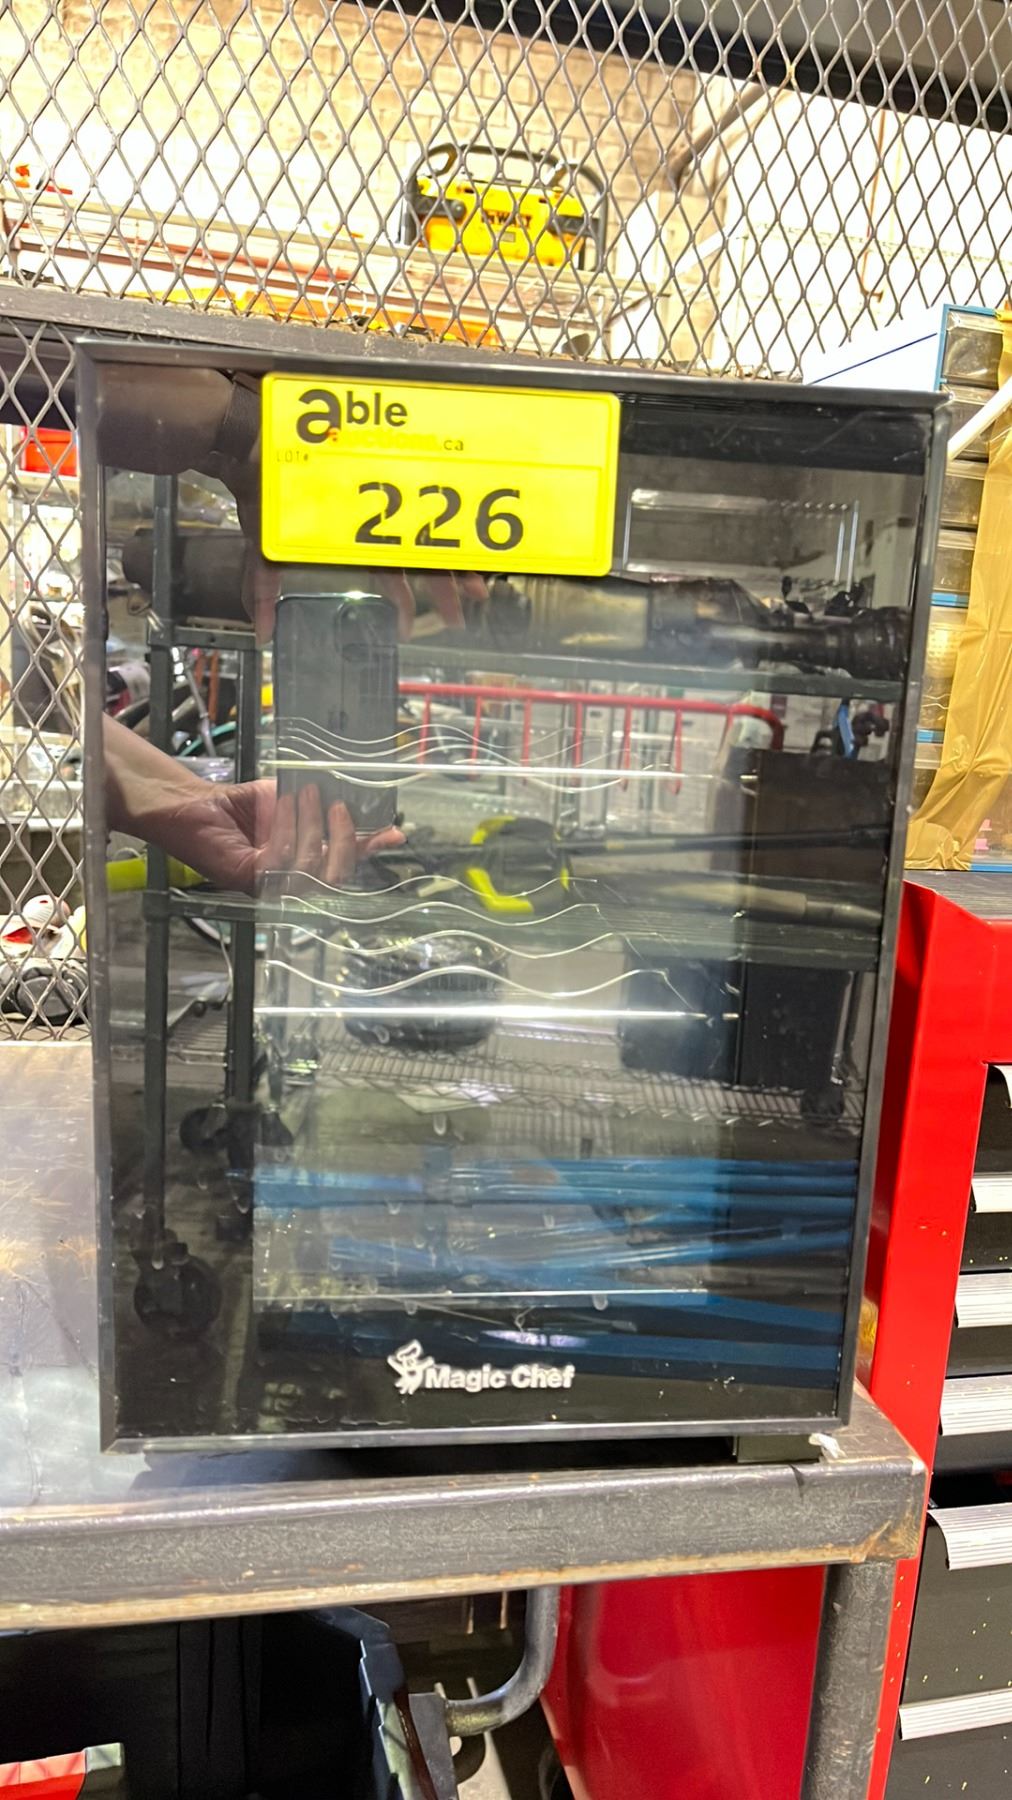 DEWALT
able
auctions.ca
LOT#
226
Magic Chef